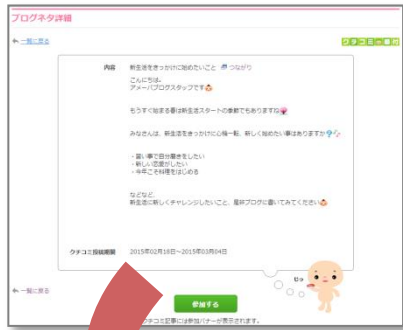 ブログネタ詳細
一覧に戻る
クチコミ番付
内容 新生活をきっかけに始めたいこと つながり
こんにちは。
アメーバブログスタッフです
もうすぐ始まる春は新生活スタートの季節でもありますね
みなさんは、新生活をきっかけに心機一転、新しく始めたい事はありますか
・習い事で自分磨きをしたい
・新しい恋愛がしたい
・今年こそ料理をはじめる
などなど
新生活に新しくチャレンジしたいこと、是非ブログに書いてみてください
クチコミ投稿期間 2015年02月18日～2015年03月04日
一覧に戻る
参加する
クチコミ記事には参加バナーが表示されます。